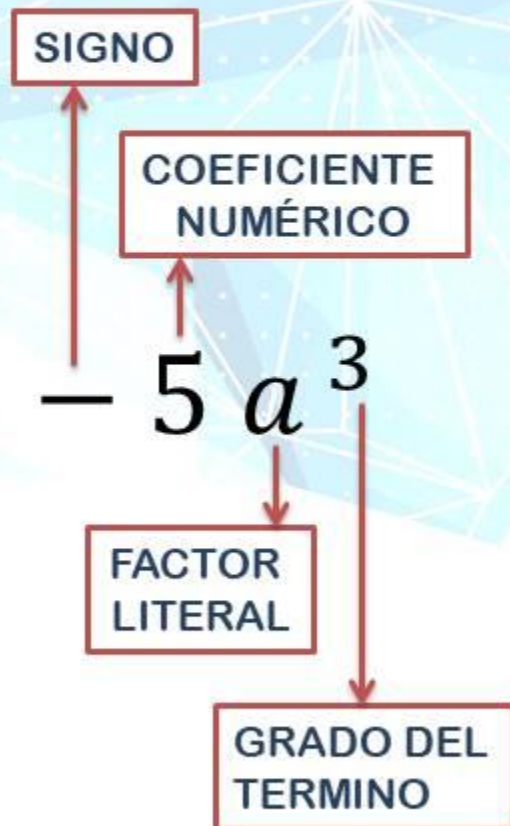 SIGNO
COEFICIENTE
NUMÉRICO
− 5 a ³
FACTOR
LITERAL
GRADO DEL
TERMINO